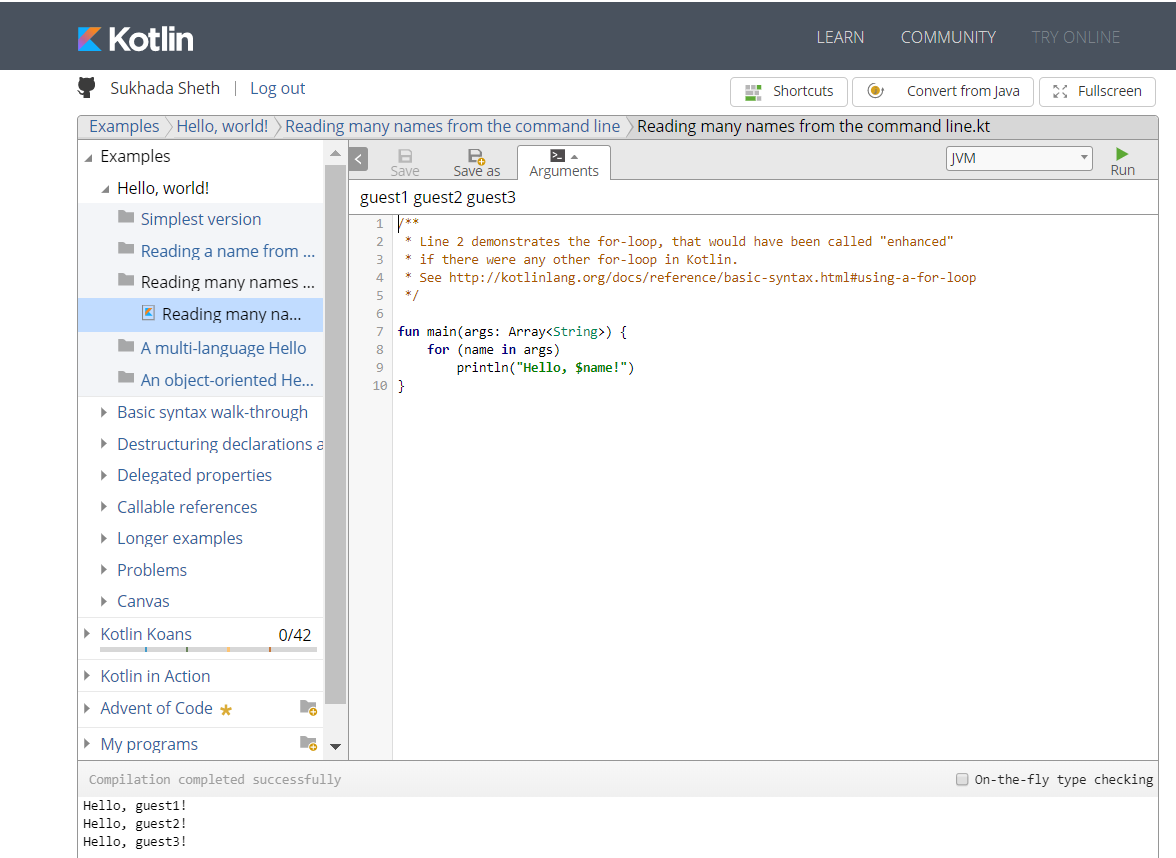 Kotlin
LEARN COMMUNITY TRY ONLINE
Sukhada Sheth | Log out
Shortcuts Convert from Java Fullscreen
Examples Hello, world! Reading many names from the command line Reading many names from the command line.kt
Examples
Hello, world!
Simplest version
Reading a name from ...
Reading many names ...
Reading many na...
A multi-language Hello
An object-oriented He...
Basic syntax walk-through
Destructuring declarations a
Delegated properties
Callable references
Longer examples
Problems
Canvas
Kotlin Koans 0/42
Kotlin in Action
Advent of Code
My programs
< Save Save as Arguments JVM Run
guest1 guest2 guest3
1 /**
2  * Line 2 demonstrates the for-loop, that would have been called "enhanced"
3  * if there were any other for-loop in Kotlin.
4  * See http://kotlinlang.org/docs/reference/basic-syntax.html#using-a-for-loop
5  */
6
7 fun main(args: Array<String>) {
8     for (name in args)
9         println("Hello, $name!")
10 }
Compilation completed successfully On-the-fly type checking
Hello, guest1!
Hello, guest2!
Hello, guest3!